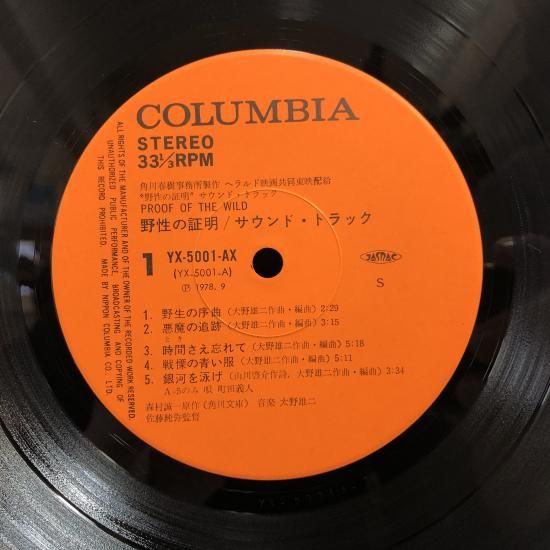 COLUMBIA
STEREO
33 1/3 RPM
角川春樹事務所製作 ヘラルド映画共同東映配給
"野性の証明" サウンド・トラック
PROOF OF THE WILD
野性の証明/サウンド・トラック
1 YX-5001-AX
(YX-5001-A)
Ⓟ 1978. 9
JASRAC
S
1. 野生の序曲 (大野雄二作曲・編曲) 2:29
2. 悪魔の追跡 (大野雄二作曲・編曲) 3:15
とき
3. 時間さえ忘れて (大野雄二作曲・編曲) 5:18
4. 戦慄の青い服 (大野雄二作曲・編曲) 5:11
5. 銀河を泳げ (山川啓介作詩, 大野雄二作曲・編曲) 3:34
A-5のみ 唄 町田義人
森村誠一原作 (角川文庫) 音楽 大野雄二
佐藤純弥監督
ALL RIGHTS OF THE MANUFACTURER AND OF THE OWNER OF THE RECORDED WORK RESERVED.
UNAUTHORIZED PUBLIC PERFORMANCE, BROADCASTING AND COPYING OF
THIS RECORD PROHIBITED. MADE BY NIPPON COLUMBIA CO. LTD.